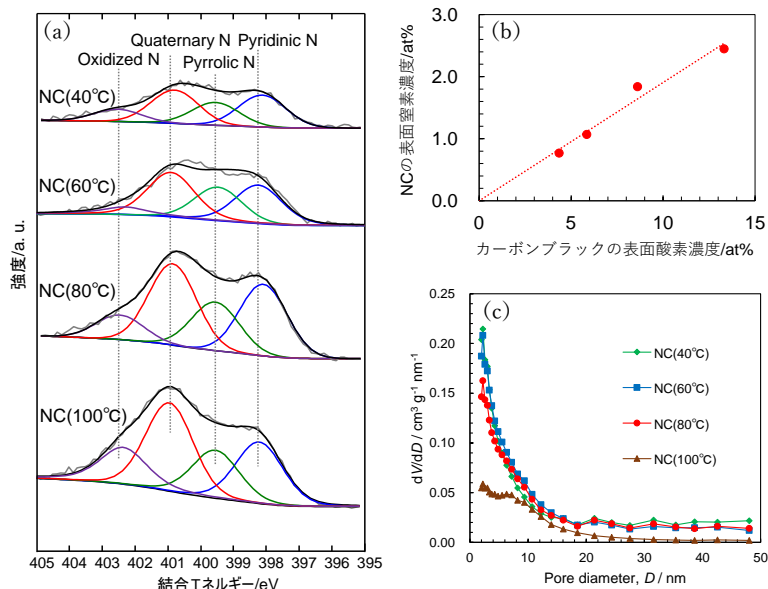 (a)
Quaternary N
Pyridinic N
Oxidized N
Pyrrolic N
NC(40℃)
NC(60℃)
NC(80℃)
NC(100℃)
強度/a. u.
405 404 403 402 401 400 399 398 397 396 395
結合エネルギー/eV
(b)
NCの表面窒素濃度/at%
3.0
2.0
1.0
0.0
0 5 10 15
カーボンブラックの表面酸素濃度/at%
(c)
dV/dD / cm³ g⁻¹ nm⁻¹
0.25
0.20
0.15
0.10
0.05
0.00
NC(40℃)
NC(60℃)
NC(80℃)
NC(100℃)
0 10 20 30 40 50
Pore diameter, D / nm